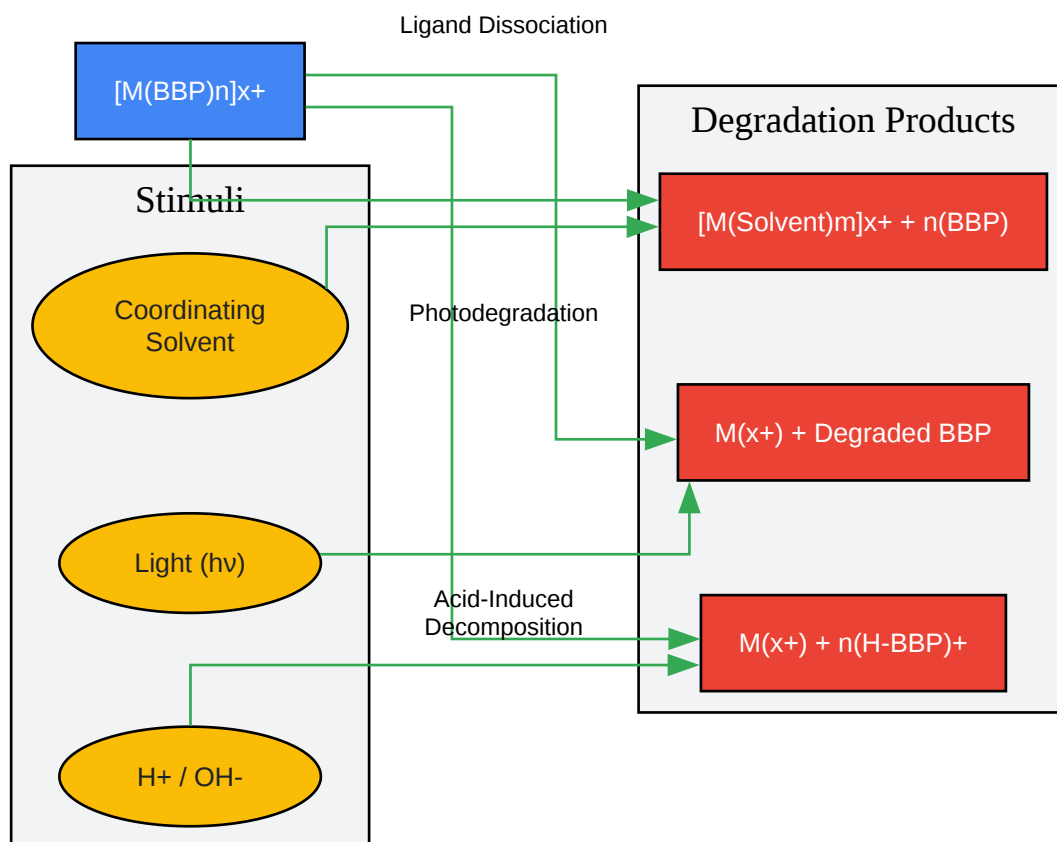 Ligand Dissociation
[M(BBP)n]x+
Degradation Products
Stimuli
[M(Solvent)m]x+ + n(BBP)
Coordinating
Solvent
Photodegradation
M(x+) + Degraded BBP
Light (hν)
Acid-Induced
Decomposition
M(x+) + n(H-BBP)+
H+ / OH-